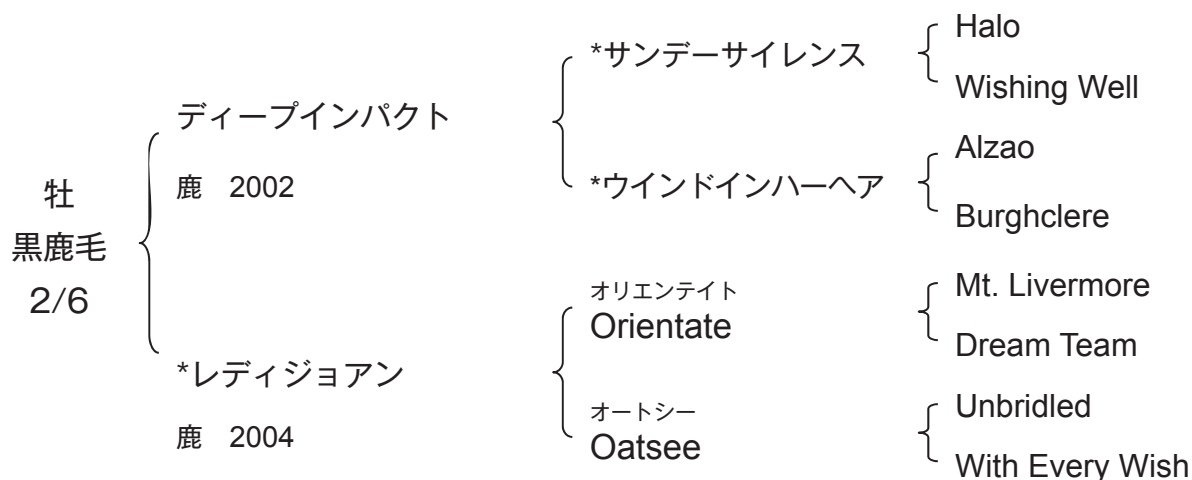 牡
黒鹿毛
2/6
ディープインパクト
鹿　2002
*サンデーサイレンス
Halo
Wishing Well
*ウインドインハーヘア
Alzao
Burghclere
*レディジョアン
鹿　2004
オリエンテイト
Orientate
Mt. Livermore
Dream Team
オートシー
Oatsee
Unbridled
With Every Wish